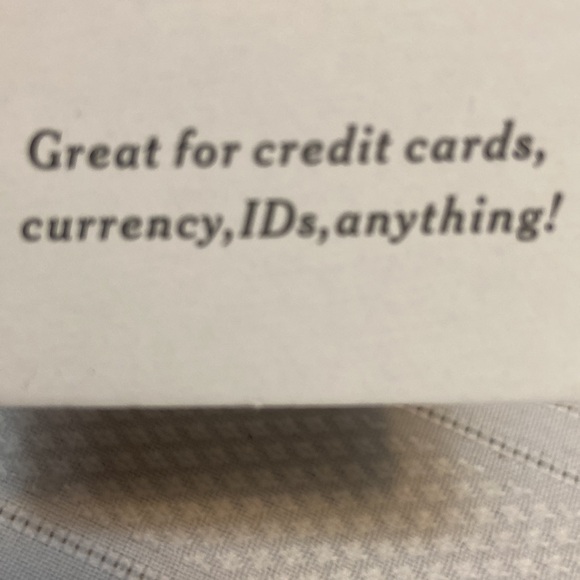 Great for credit cards,
currency,IDs,anything!